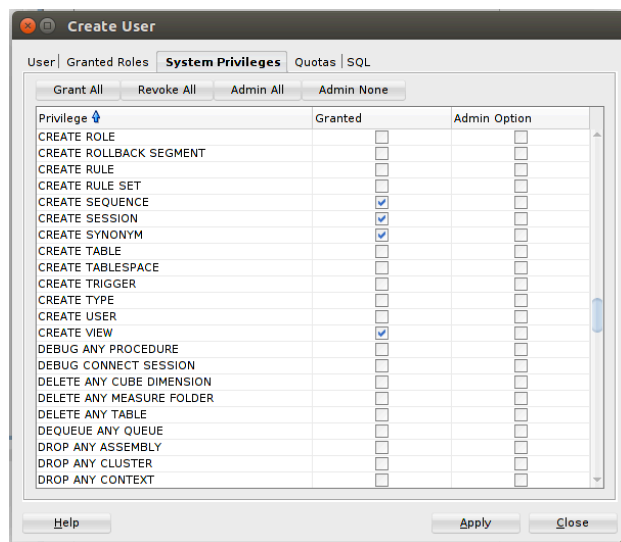 Create User
User Granted Roles System Privileges Quotas SQL
Grant All Revoke All Admin All Admin None
Privilege Granted Admin Option
CREATE ROLE
CREATE ROLLBACK SEGMENT
CREATE RULE
CREATE RULE SET
CREATE SEQUENCE
CREATE SESSION
CREATE SYNONYM
CREATE TABLE
CREATE TABLESPACE
CREATE TRIGGER
CREATE TYPE
CREATE USER
CREATE VIEW
DEBUG ANY PROCEDURE
DEBUG CONNECT SESSION
DELETE ANY CUBE DIMENSION
DELETE ANY MEASURE FOLDER
DELETE ANY TABLE
DEQUEUE ANY QUEUE
DROP ANY ASSEMBLY
DROP ANY CLUSTER
DROP ANY CONTEXT
Help Apply Close